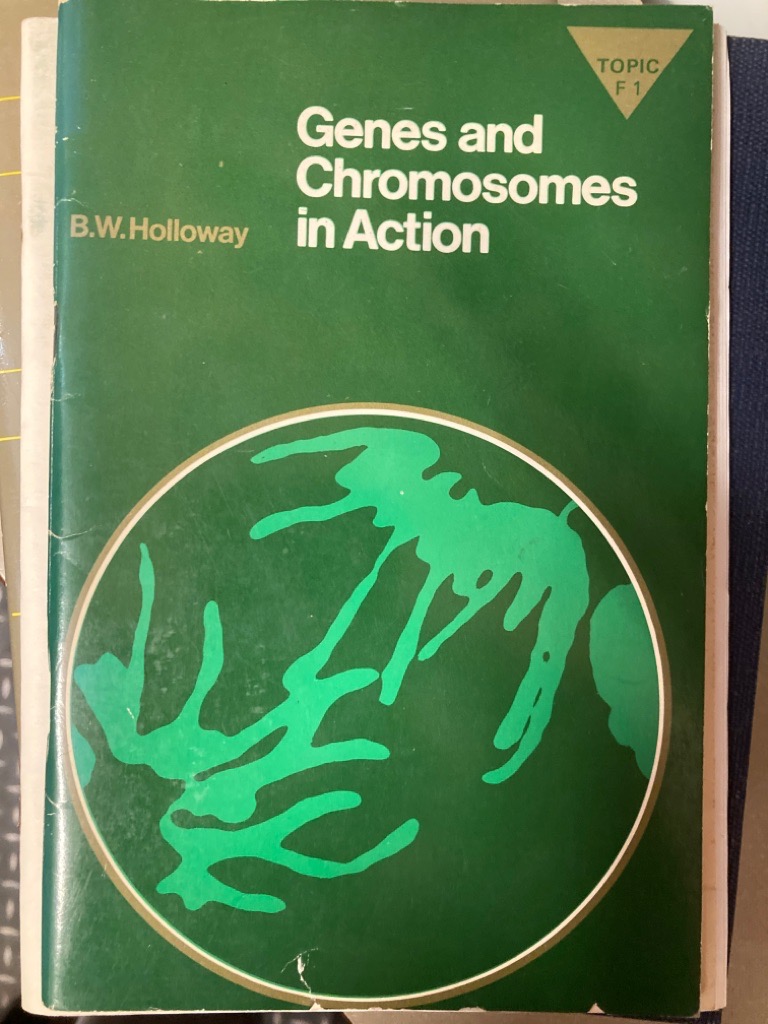 TOPIC
F 1
Genes and
Chromosomes
in Action
B.W.Holloway